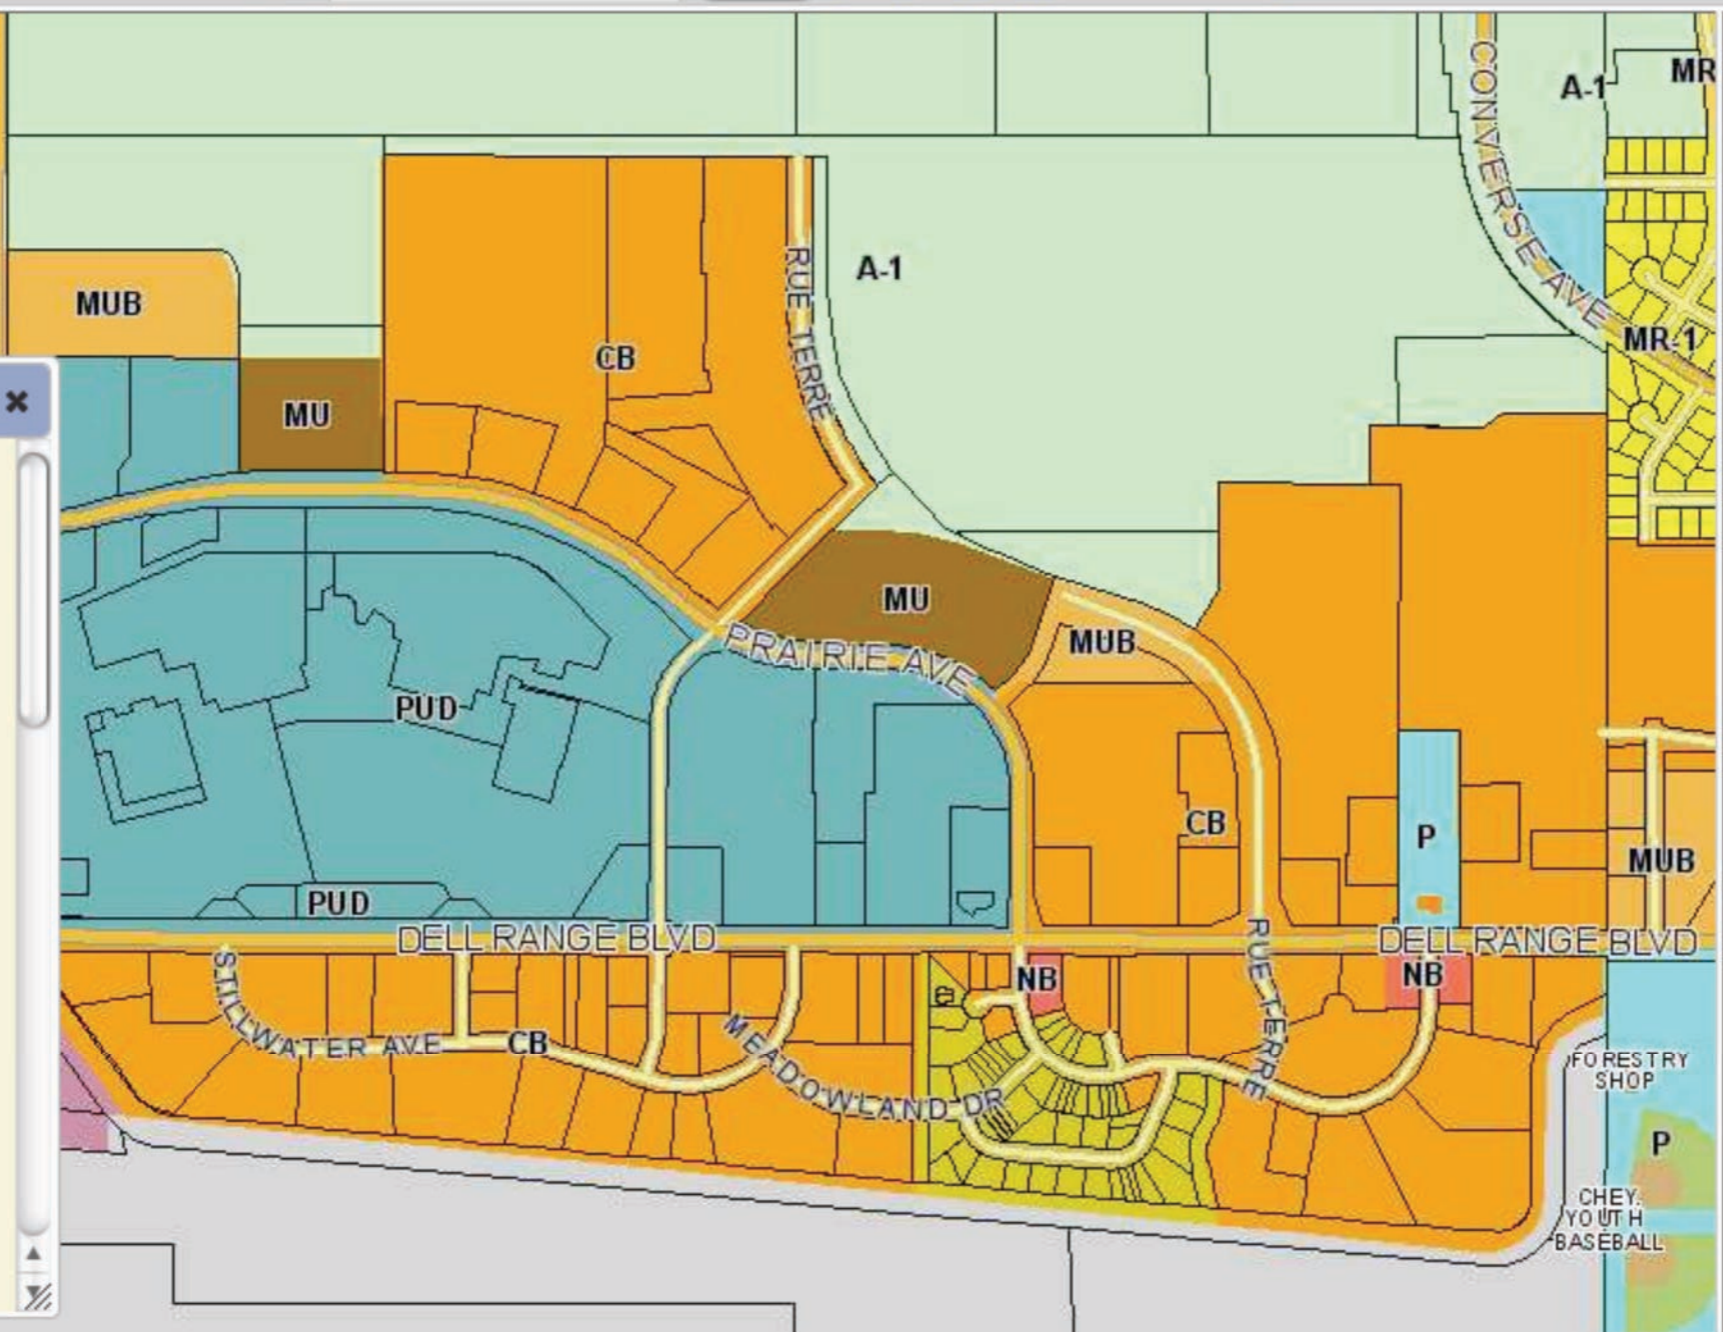 A-1
MR
CONVERSE AVE
RUE TERRE
A-1
MUB
MR-1
CB
MU
MU
PRAIRIE AVE
MUB
PUD
CB
P
MUB
PUD
DELL RANGE BLVD
DELL RANGE BLVD
STILLWATER AVE
CB
MEADOWLAND DR
NB
RUE TERRE
NB
FORESTRY
SHOP
P
CHEY.
YOUTH
BASEBALL